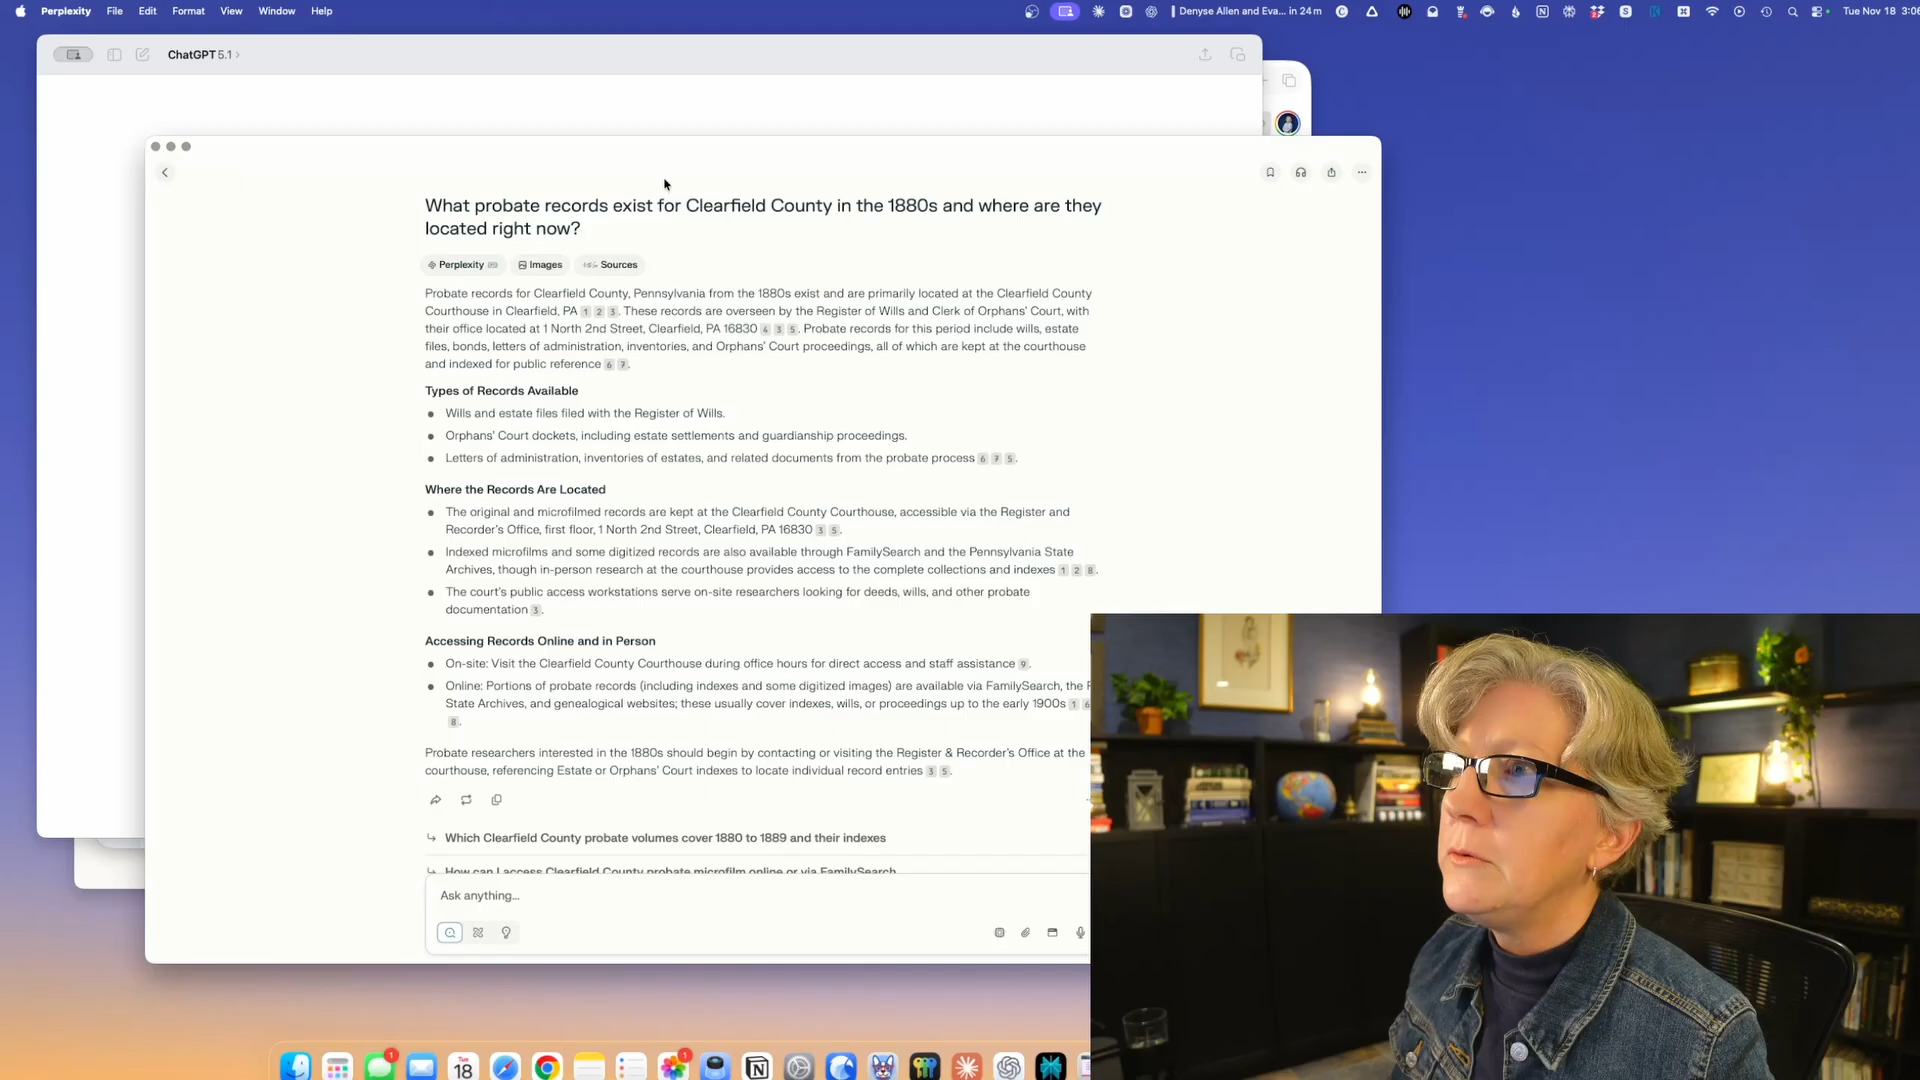 Perplexity File Edit Format View Window Help
Denyse Allen and Eva... in 24m
Tue Nov 18 3:06
ChatGPT 5.1 >
What probate records exist for Clearfield County in the 1880s and where are they
located right now?
Perplexity Images Sources
Probate records for Clearfield County, Pennsylvania from the 1880s exist and are primarily located at the Clearfield County
Courthouse in Clearfield, PA 1 2 3. These records are overseen by the Register of Wills and Clerk of Orphans' Court, with
their office located at 1 North 2nd Street, Clearfield, PA 16830 4 3 5. Probate records for this period include wills, estate
files, bonds, letters of administration, inventories, and Orphans' Court proceedings, all of which are kept at the courthouse
and indexed for public reference 6 7.
Types of Records Available
● Wills and estate files filed with the Register of Wills.
● Orphans' Court dockets, including estate settlements and guardianship proceedings.
● Letters of administration, inventories of estates, and related documents from the probate process 6 7 5.
Where the Records Are Located
● The original and microfilmed records are kept at the Clearfield County Courthouse, accessible via the Register and
Recorder's Office, first floor, 1 North 2nd Street, Clearfield, PA 16830 3 5.
● Indexed microfilms and some digitized records are also available through FamilySearch and the Pennsylvania State
Archives, though in-person research at the courthouse provides access to the complete collections and indexes 1 2 8.
● The court's public access workstations serve on-site researchers looking for deeds, wills, and other probate
documentation 3.
Accessing Records Online and in Person
● On-site: Visit the Clearfield County Courthouse during office hours for direct access and staff assistance 9.
● Online: Portions of probate records (including indexes and some digitized images) are available via FamilySearch, the
State Archives, and genealogical websites; these usually cover indexes, wills, or proceedings up to the early 1900s 1 6
8.
Probate researchers interested in the 1880s should begin by contacting or visiting the Register & Recorder's Office at the
courthouse, referencing Estate or Orphans' Court indexes to locate individual record entries 3 5.
Which Clearfield County probate volumes cover 1880 to 1889 and their indexes
How can I access Clearfield County probate microfilm online or via FamilySearch
Ask anything...
1
Tue
18
1